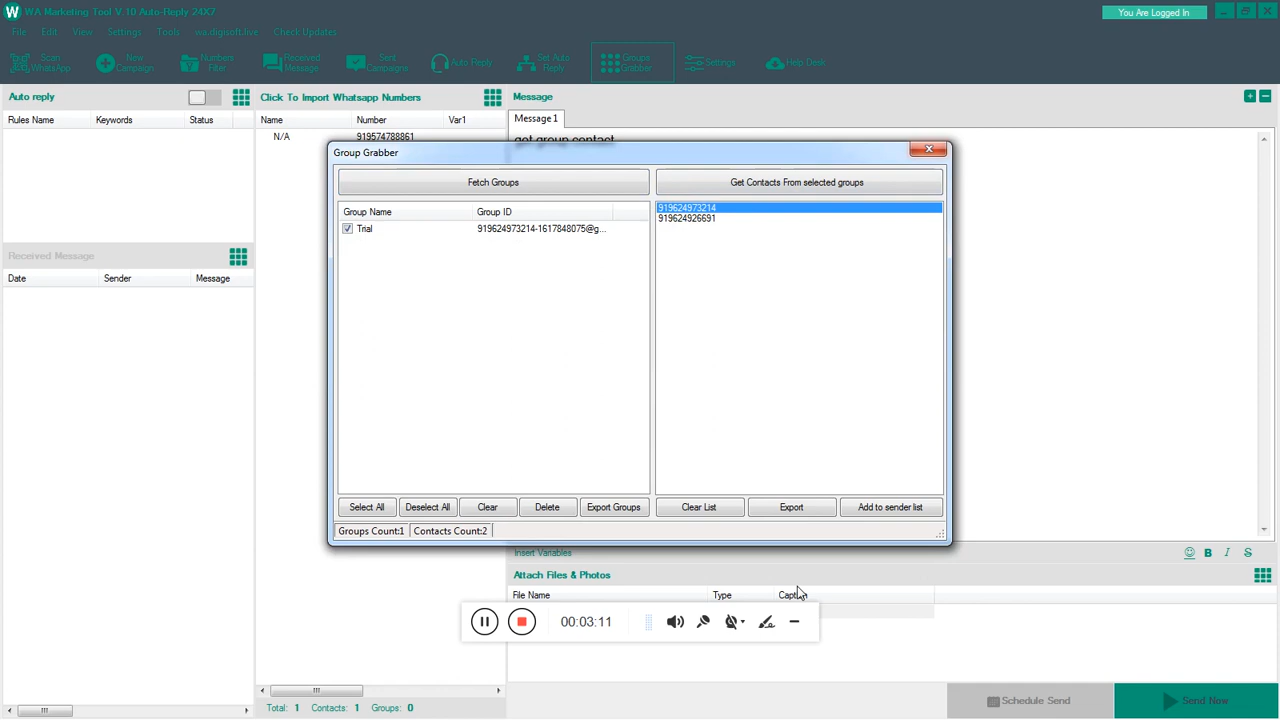 WA Marketing Tool V.10 Auto-Reply 24X7
You Are Logged In
File Edit View Settings Tools wa.digisoft.live Check Updates
Scan WhatsApp
New Campaign
Numbers Filter
Received Message
Sent Campaigns
Auto Reply
Set Auto Reply
Groups Grabber
Settings
Help Desk
Auto reply
Rules Name Keywords Status
Click To Import Whatsapp Numbers
Name Number Var1
N/A 919574788861
Message
Message 1
get group contact
Group Grabber
Fetch Groups
Get Contacts From selected groups
Group Name Group ID
Trial 919624973214-1617848075@g...
919624973214
919624926691
Select All Deselect All Clear Delete Export Groups
Clear List Export Add to sender list
Groups Count:1 Contacts Count:2
Received Message
Date Sender Message
Insert Variables
B I S
Attach Files & Photos
File Name Type Caption
00:03:11
Total: 1 Contacts: 1 Groups: 0
Schedule Send
Send Now